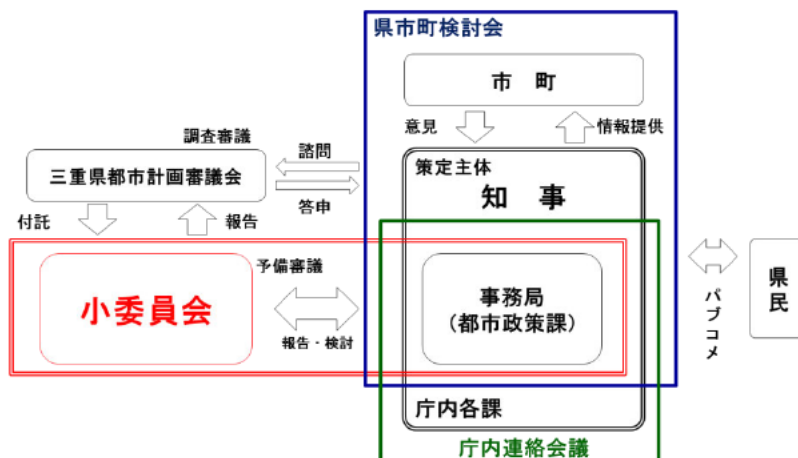 県市町検討会
市 町
意見
情報提供
調査審議
三重県都市計画審議会
諮問
答申
策定主体
知 事
付託
報告
予備審議
小委員会
報告・検討
事務局
(都市政策課)
県民
パブコメ
庁内各課
庁内連絡会議